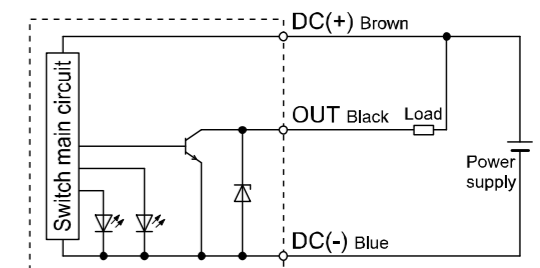 DC(+) Brown
Switch main circuit
OUT Black
Load
Power
supply
DC(-) Blue